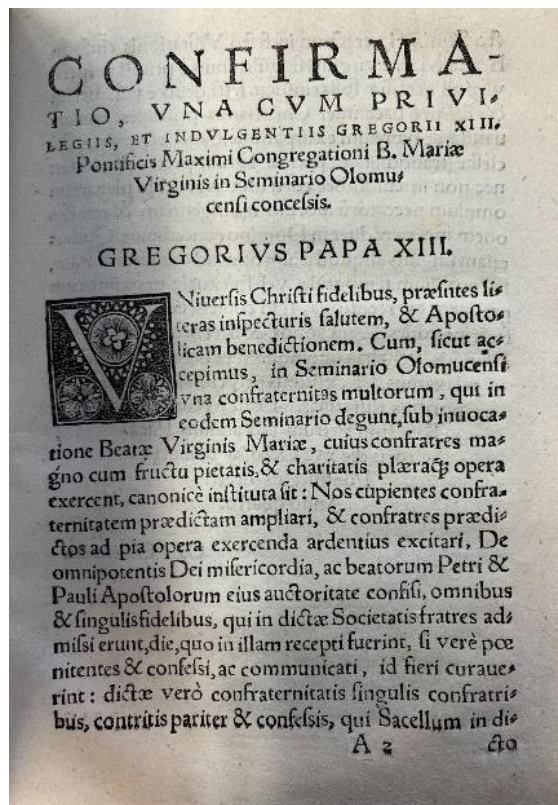 CONFIRMA-
TIO, VNA CVM PRIVI-
LEGIIS, ET INDVLGENTIIS GREGORII XIII.
Pontificis Maximi Congregationi B. Mariæ
Virginis in Seminario Olomu-
censi concessis.
GREGORIVS PAPA XIII.
VNiuersis Christi fidelibus, præsentes li-
teras inspecturis salutem, & Aposto-
licam benedictionem. Cum, sicut ac-
cepimus, in Seminario Olomucensi
vna confraternitas multorum, qui in
eodem Seminario degunt, sub inuoca-
tione Beatæ Virginis Mariæ, cuius confratres ma-
gno cum fructu pietatis, & charitatis plæraq; opera
exercent, canonicè instituta sit: Nos cupientes confra-
ternitatem prædictam ampliari, & confratres prædi-
ctos ad pia opera exercenda ardentius excitari, De
omnipotentis Dei misericordia, ac beatorum Petri &
Pauli Apostolorum eius auctoritate confisi, omnibus
& singulis fidelibus, qui in dictæ Societatis fratres ad-
missi erunt, die, quo in illam recepti fuerint, si verè pœ
nitentes & confessi, ac communicati, id fieri curaue-
rint: dictæ verò confraternitatis singulis confratri-
bus, contritis pariter & confessis, qui Sacellum in di-
A 2 cto